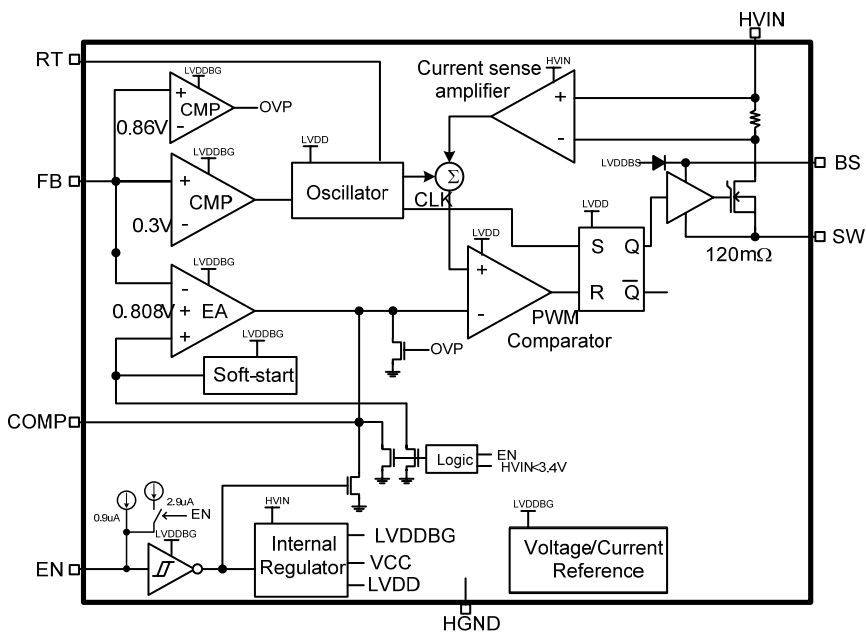 HVIN
RT
LVDDBG
+
CMP
-
OVP
0.86V
HVIN
Current sense
amplifier
+
-
LVDDBG
FB
+
CMP
-
0.3V
LVDD
Oscillator
Σ
CLK
LVDDBS
BS
SW
120mΩ
LVDD
S Q
R Q
LVDD
+
-
PWM
Comparator
LVDDBG
-
0.808V + EA
+
LVDDBG
Soft-start
OVP
COMP
Logic
EN
HVIN<3.4V
0.9uA
2.9uA
EN
LVDDBG
EN
HVIN
Internal
Regulator
LVDDBG
VCC
LVDD
LVDDBG
Voltage/Current
Reference
HGND